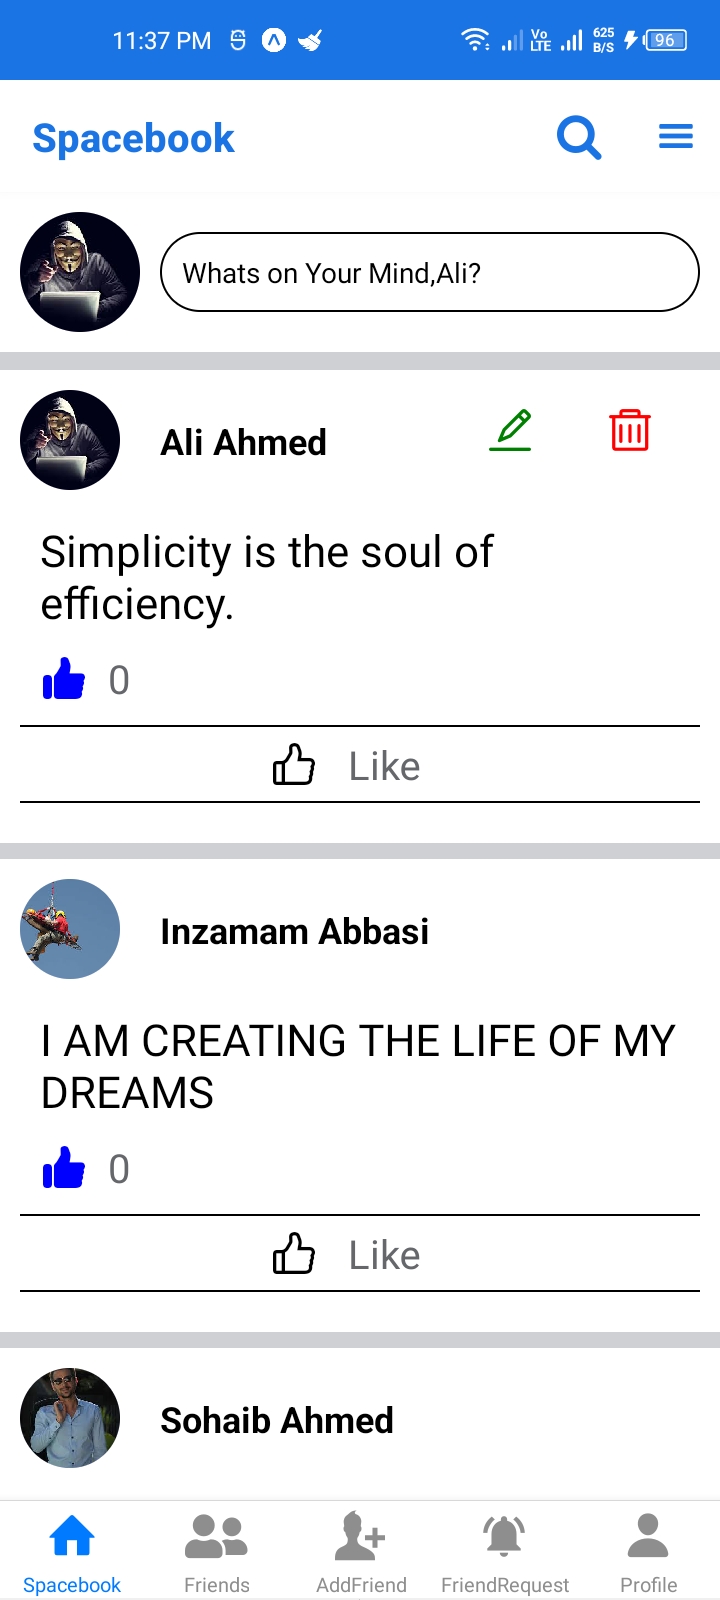 11:37 PM
Vo LTE
625 B/S
96
Spacebook
Whats on Your Mind,Ali?
Ali Ahmed
Simplicity is the soul of
efficiency.
0
Like
Inzamam Abbasi
I AM CREATING THE LIFE OF MY
DREAMS
0
Like
Sohaib Ahmed
Spacebook Friends AddFriend FriendRequest Profile